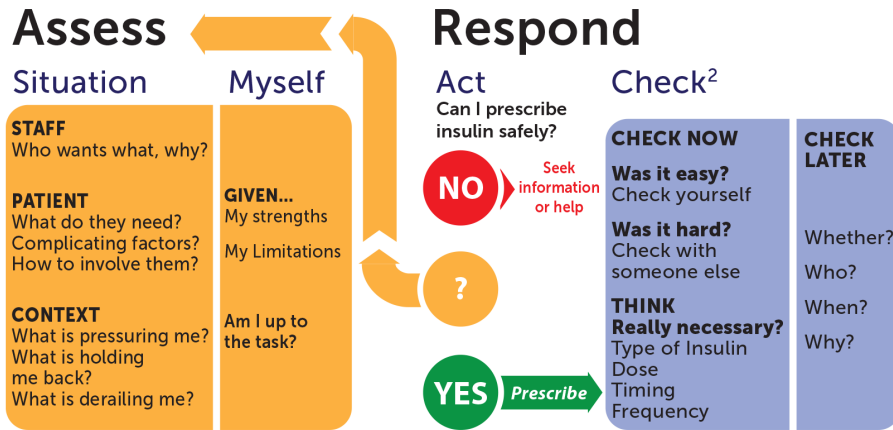 Assess
Situation
Myself
STAFF
Who wants what, why?
PATIENT
What do they need?
Complicating factors?
How to involve them?
CONTEXT
What is pressuring me?
What is holding
me back?
What is derailing me?
GIVEN...
My strengths
My Limitations
Am I up to
the task?
Respond
Act
Can I prescribe
insulin safely?
NO
Seek
information
or help
?
YES
Prescribe
Check²
CHECK NOW
Was it easy?
Check yourself
Was it hard?
Check with
someone else
THINK
Really necessary?
Type of Insulin
Dose
Timing
Frequency
CHECK
LATER
Whether?
Who?
When?
Why?